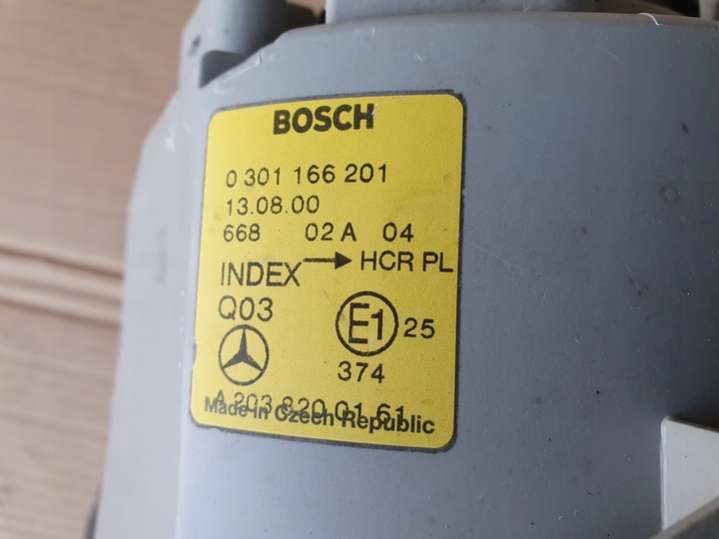 BOSCH
0 301 166 201
13.08.00
668 02 A 04
INDEX → HCR PL
Q03
E1 25
374
A 203 820 01 61
Made in Czech Republic